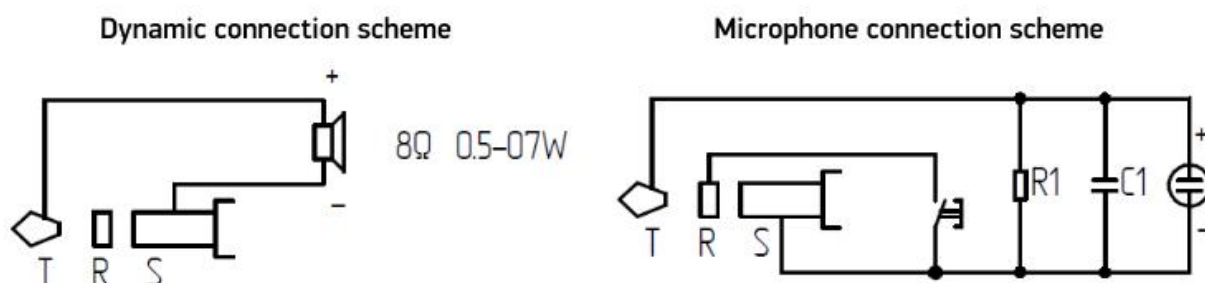 Dynamic connection scheme
Microphone connection scheme
+
8Ω 0.5-07W
−
T R S
+
R1
C1
−
T R S